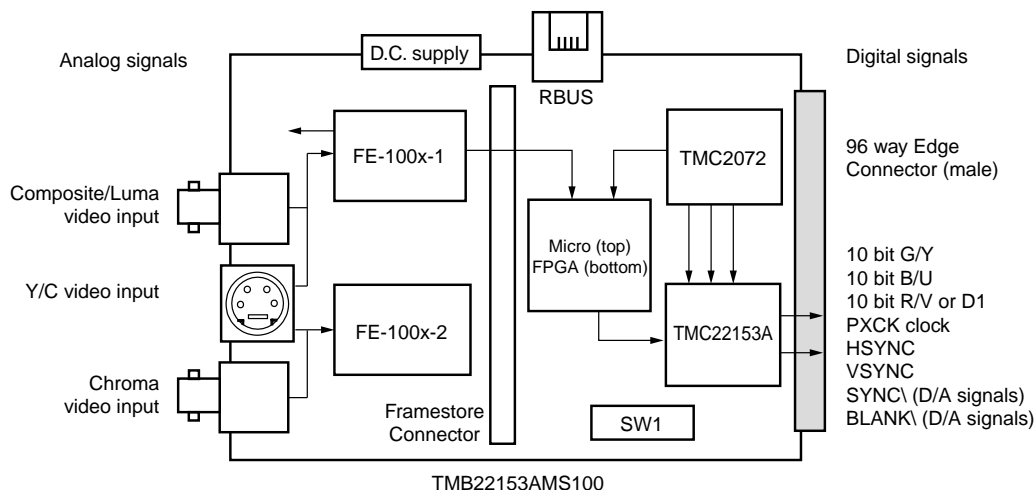 Analog signals
D.C. supply
RBUS
Digital signals
FE-100x-1
TMC2072
96 way Edge
Connector (male)
Composite/Luma
video input
Micro (top)
FPGA (bottom)
Y/C video input
FE-100x-2
TMC22153A
10 bit G/Y
10 bit B/U
10 bit R/V or D1
PXCK clock
HSYNC
VSYNC
SYNC\ (D/A signals)
BLANK\ (D/A signals)
Chroma
video input
Framestore
Connector
SW1
TMB22153AMS100